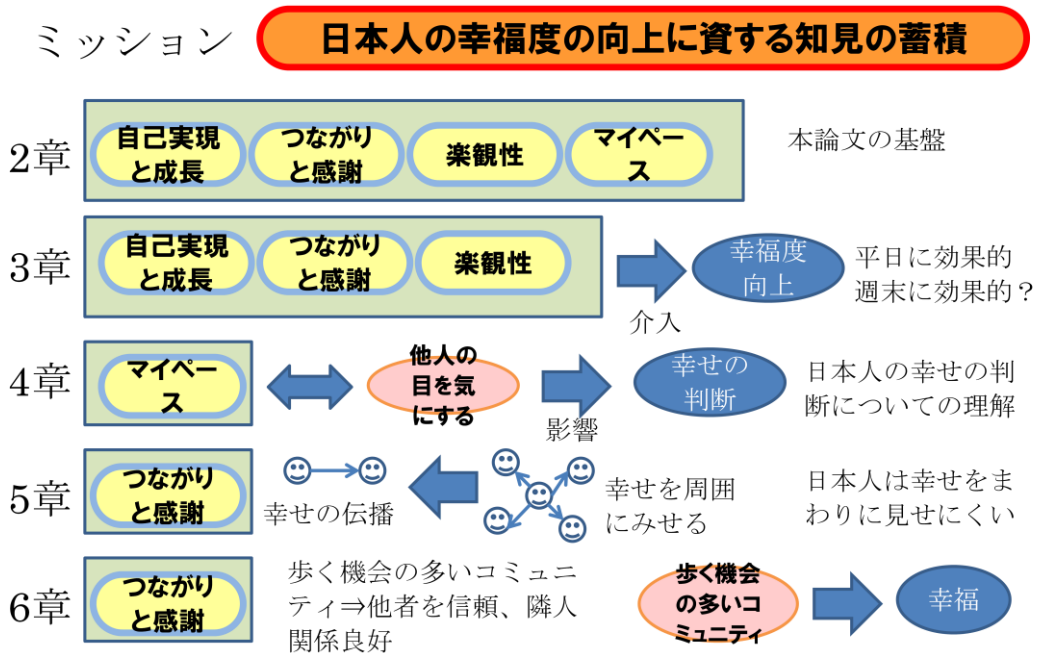 ミッション
日本人の幸福度の向上に資する知見の蓄積
2章
自己実現
と成長
つながり
と感謝
楽観性
マイペー
ス
本論文の基盤
3章
自己実現
と成長
つながり
と感謝
楽観性
介入
幸福度
向上
平日に効果的
週末に効果的?
4章
マイペー
ス
他人の
目を気
にする
影響
幸せの
判断
日本人の幸せの判
断についての理解
5章
つながり
と感謝
幸せの伝播
幸せを周囲
にみせる
日本人は幸せをま
わりに見せにくい
6章
つながり
と感謝
歩く機会の多いコミュニ
ティ⇒他者を信頼、隣人
関係良好
歩く機会
の多いコ
ミュニティ
幸福